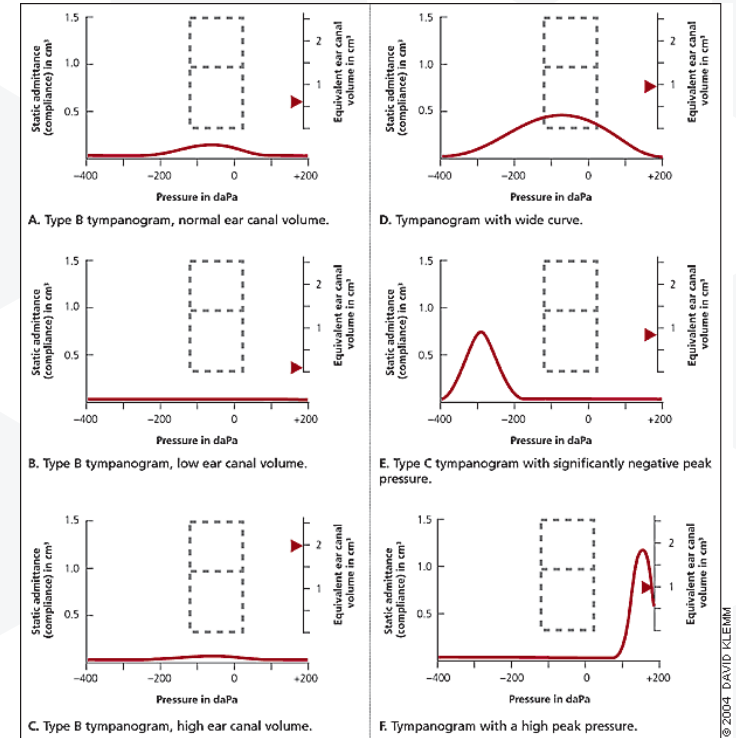 1.5
1.0
0.5
Static admittance
(compliance) in cm³
2
1
Equivalent ear canal
volume in cm³
–400
–200
0
+200
Pressure in daPa
A. Type B tympanogram, normal ear canal volume.
1.5
1.0
0.5
Static admittance
(compliance) in cm³
2
1
Equivalent ear canal
volume in cm³
–400
–200
0
+200
Pressure in daPa
B. Type B tympanogram, low ear canal volume.
1.5
1.0
0.5
Static admittance
(compliance) in cm³
2
1
Equivalent ear canal
volume in cm³
–400
–200
0
+200
Pressure in daPa
C. Type B tympanogram, high ear canal volume.
1.5
1.0
0.5
Static admittance
(compliance) in cm³
2
1
Equivalent ear canal
volume in cm³
–400
–200
0
+200
Pressure in daPa
D. Tympanogram with wide curve.
1.5
1.0
0.5
Static admittance
(compliance) in cm³
2
1
Equivalent ear canal
volume in cm³
–400
–200
0
+200
Pressure in daPa
E. Type C tympanogram with significantly negative peak
pressure.
1.5
1.0
0.5
Static admittance
(compliance) in cm³
2
1
Equivalent ear canal
volume in cm³
–400
–200
0
+200
Pressure in daPa
F. Tympanogram with a high peak pressure.
© 2004 DAVID KLEMM